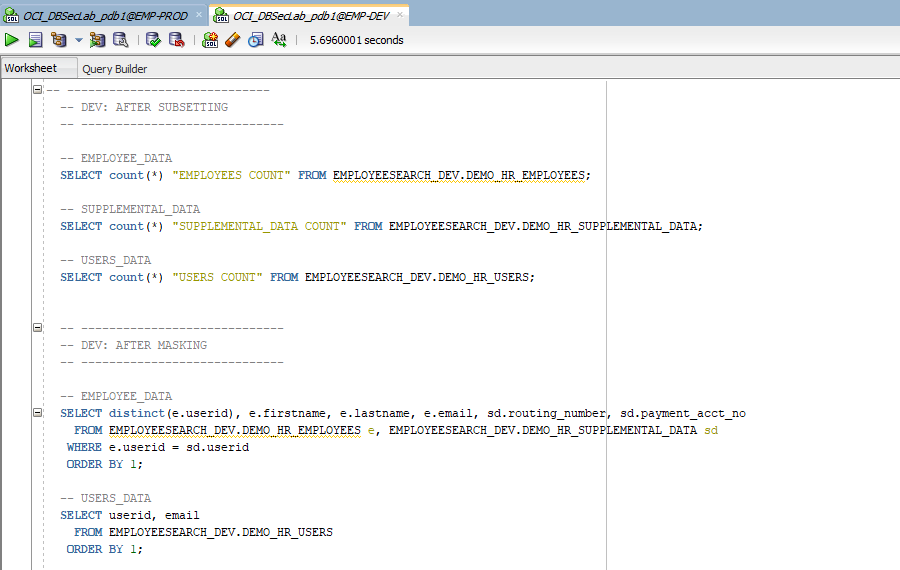 OCI_DBSecLab_pdb1@EMP-PROD × OCI_DBSecLab_pdb1@EMP-DEV ×
SQL 5.6960001 seconds
Worksheet Query Builder
-- -----------------------------
-- DEV: AFTER SUBSETTING
-- -----------------------------
-- EMPLOYEE_DATA
SELECT count(*) "EMPLOYEES COUNT" FROM EMPLOYEESEARCH_DEV.DEMO_HR_EMPLOYEES;
-- SUPPLEMENTAL_DATA
SELECT count(*) "SUPPLEMENTAL_DATA COUNT" FROM EMPLOYEESEARCH_DEV.DEMO_HR_SUPPLEMENTAL_DATA;
-- USERS_DATA
SELECT count(*) "USERS COUNT" FROM EMPLOYEESEARCH_DEV.DEMO_HR_USERS;
-- -----------------------------
-- DEV: AFTER MASKING
-- -----------------------------
-- EMPLOYEE_DATA
SELECT distinct(e.userid), e.firstname, e.lastname, e.email, sd.routing_number, sd.payment_acct_no
FROM EMPLOYEESEARCH_DEV.DEMO_HR_EMPLOYEES e, EMPLOYEESEARCH_DEV.DEMO_HR_SUPPLEMENTAL_DATA sd
WHERE e.userid = sd.userid
ORDER BY 1;
-- USERS_DATA
SELECT userid, email
FROM EMPLOYEESEARCH_DEV.DEMO_HR_USERS
ORDER BY 1;